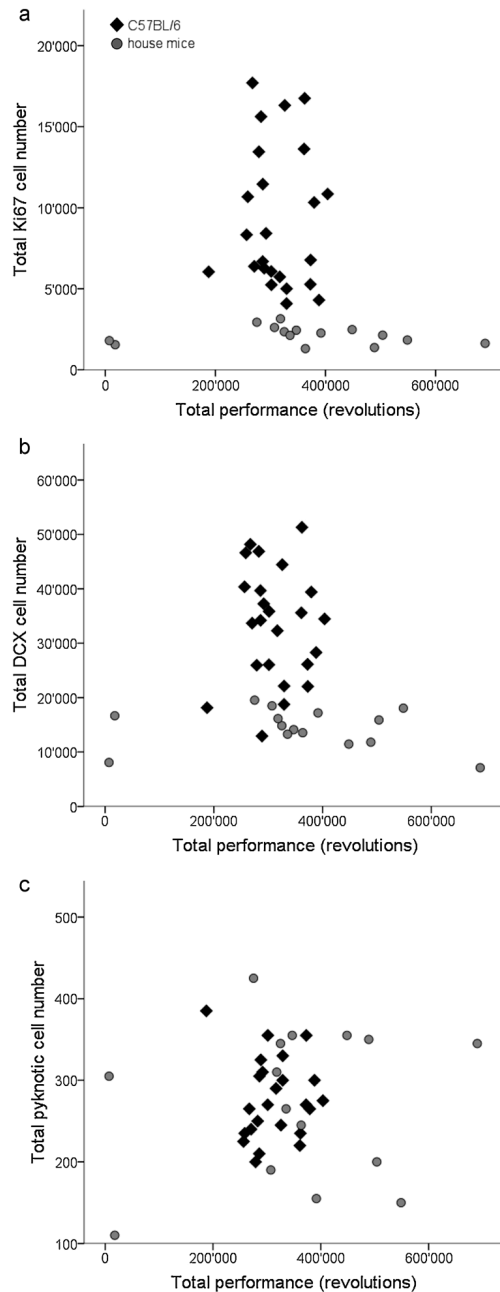 a
C57BL/6
house mice
20'000
15'000
10'000
5'000
0
Total Ki67 cell number
0
200'000
400'000
600'000
Total performance (revolutions)
b
60'000
50'000
40'000
30'000
20'000
10'000
0
Total DCX cell number
0
200'000
400'000
600'000
Total performance (revolutions)
c
500
400
300
200
100
Total pyknotic cell number
0
200'000
400'000
600'000
Total performance (revolutions)